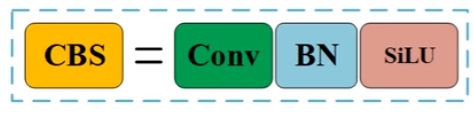 CBS = Conv BN SiLU